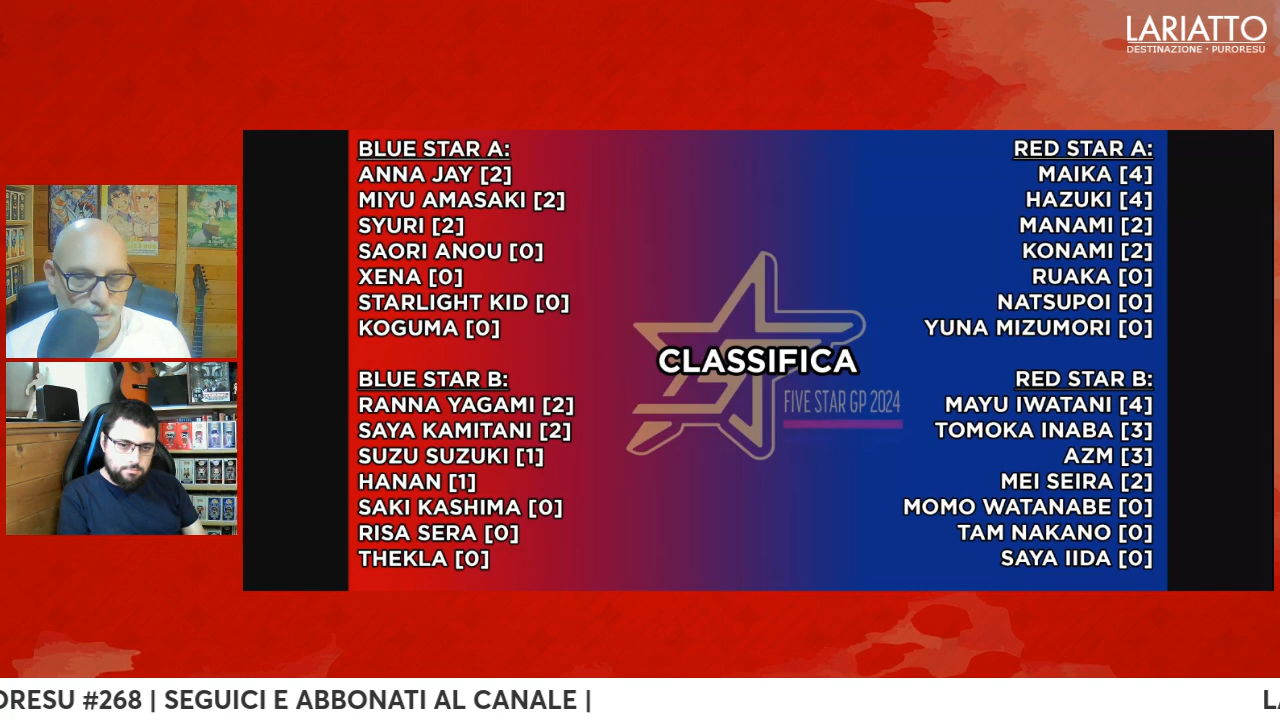 LARIATTO
DESTINAZIONE · PURORESU
BLUE STAR A:
ANNA JAY [2]
MIYU AMASAKI [2]
SYURI [2]
SAORI ANOU [0]
XENA [0]
STARLIGHT KID [0]
KOGUMA [0]
BLUE STAR B:
RANNA YAGAMI [2]
SAYA KAMITANI [2]
SUZU SUZUKI [1]
HANAN [1]
SAKI KASHIMA [0]
RISA SERA [0]
THEKLA [0]
CLASSIFICA
FIVE STAR GP 2024
RED STAR A:
MAIKA [4]
HAZUKI [4]
MANAMI [2]
KONAMI [2]
RUAKA [0]
NATSUPOI [0]
YUNA MIZUMORI [0]
RED STAR B:
MAYU IWATANI [4]
TOMOKA INABA [3]
AZM [3]
MEI SEIRA [2]
MOMO WATANABE [0]
TAM NAKANO [0]
SAYA IIDA [0]
ORESU #268 | SEGUICI E ABBONATI AL CANALE | LA